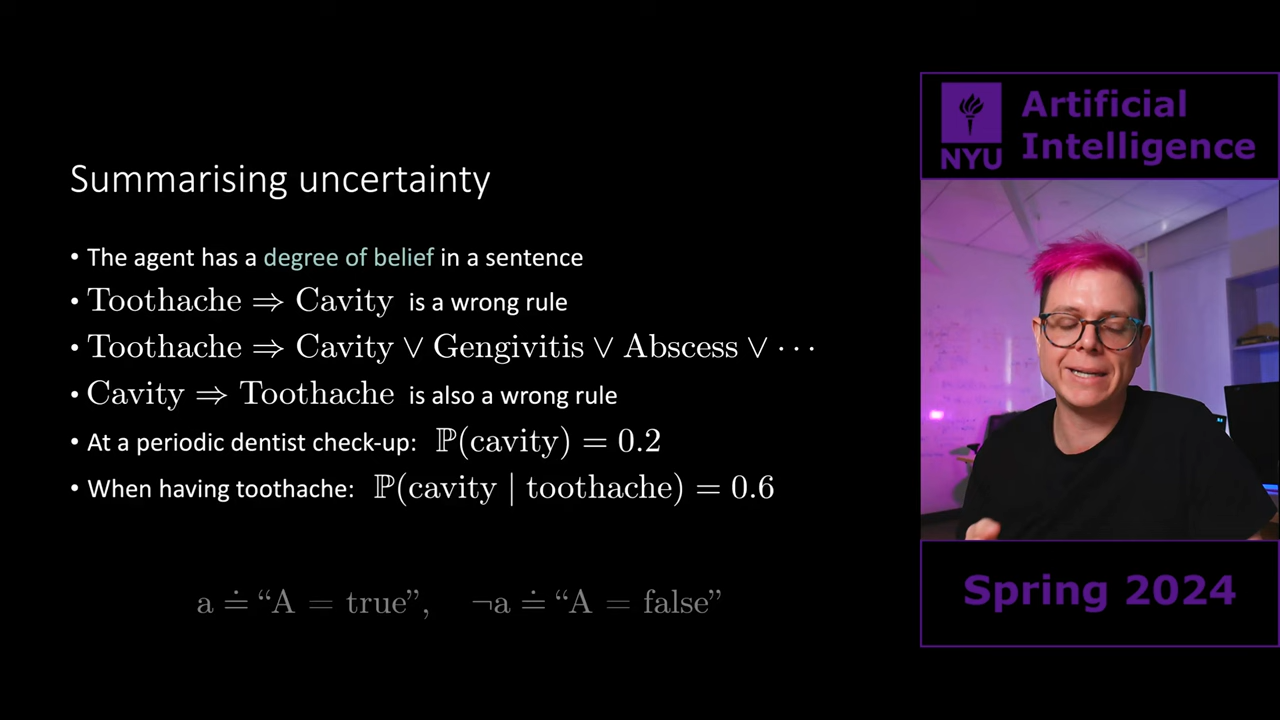 Summarising uncertainty
• The agent has a degree of belief in a sentence
• Toothache ⇒ Cavity is a wrong rule
• Toothache ⇒ Cavity ∨ Gengivitis ∨ Abscess ∨ ⋯
• Cavity ⇒ Toothache is also a wrong rule
• At a periodic dentist check-up: ℙ(cavity) = 0.2
• When having toothache: ℙ(cavity | toothache) = 0.6
a ≐ “A = true”, ¬a ≐ “A = false”
NYU
Artificial
Intelligence
Spring 2024